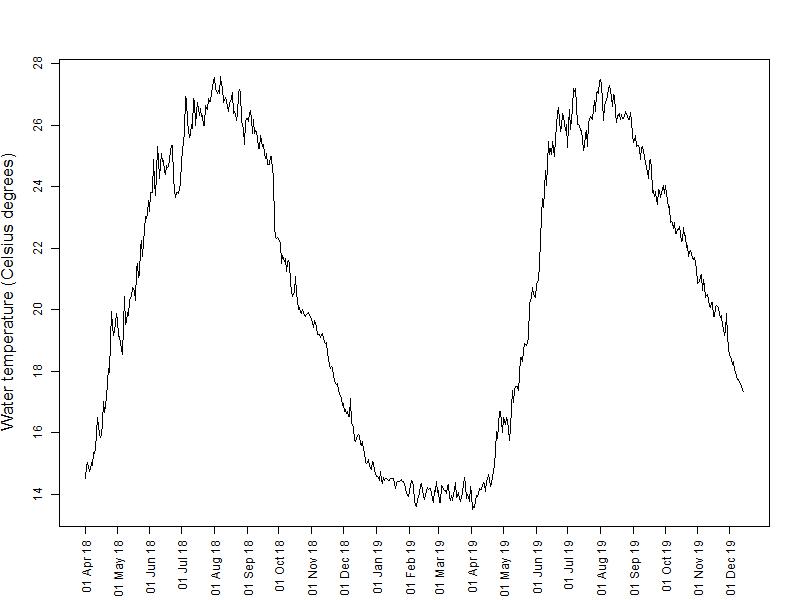 Water temperature (Celsius degrees)
28
26
24
22
20
18
16
14
01 Apr 18
01 May 18
01 Jun 18
01 Jul 18
01 Aug 18
01 Sep 18
01 Oct 18
01 Nov 18
01 Dec 18
01 Jan 19
01 Feb 19
01 Mar 19
01 Apr 19
01 May 19
01 Jun 19
01 Jul 19
01 Aug 19
01 Sep 19
01 Oct 19
01 Nov 19
01 Dec 19